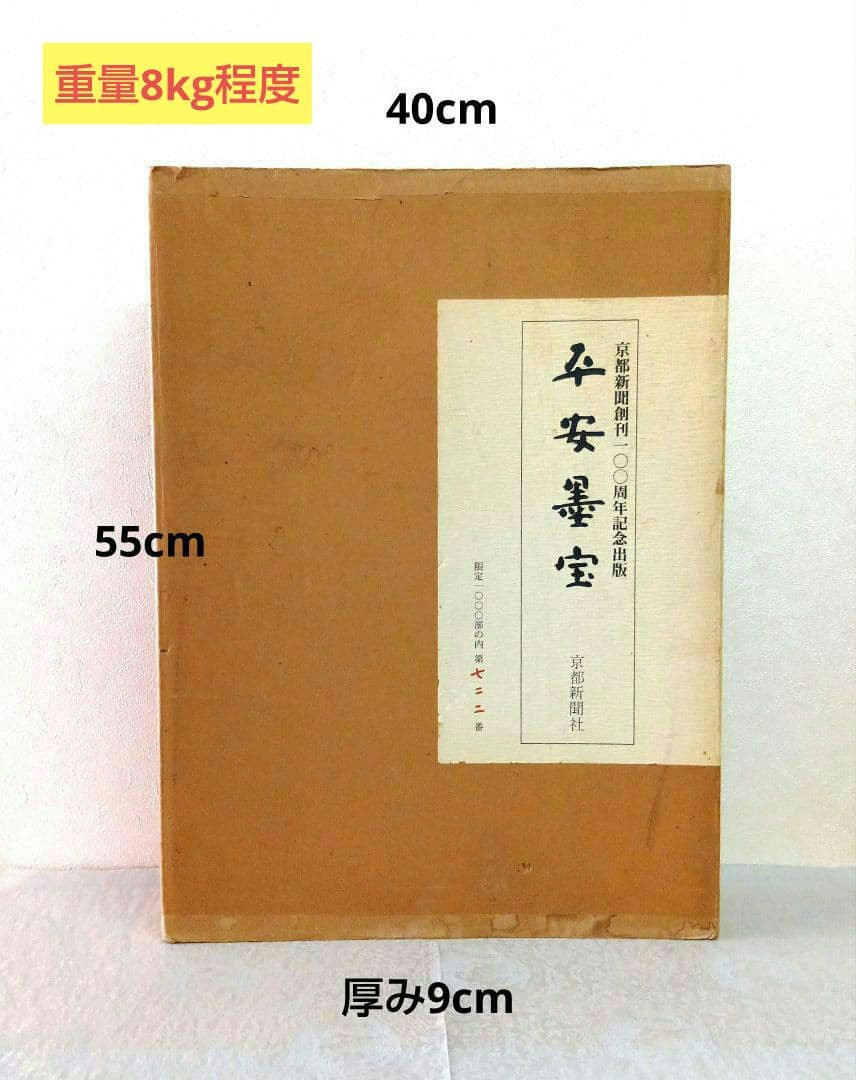 重量8kg程度
40cm
55cm
京都新聞創刊一〇〇周年記念出版
平安墨宝
京都新聞社
限定一〇〇〇部の内 第七二二番
厚み9cm